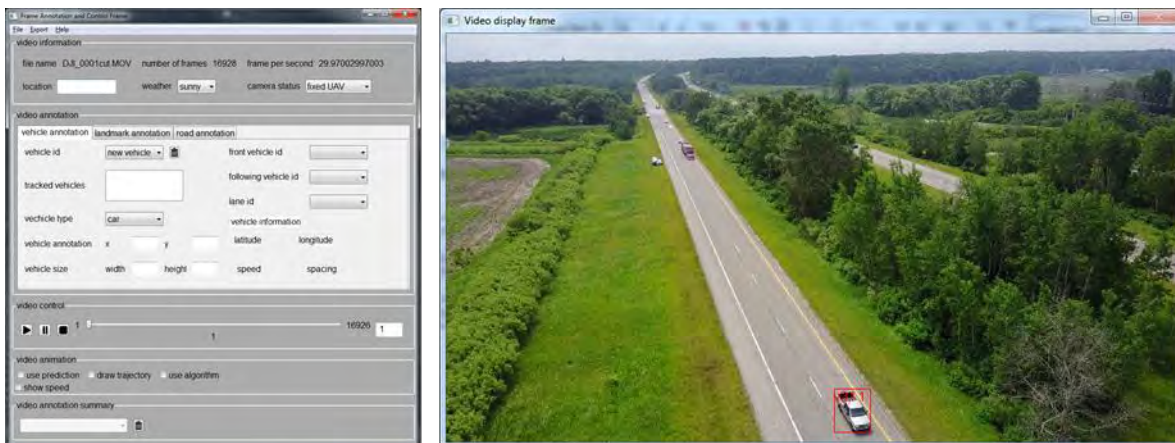 Frame Annotation and Control Frame
File Export Help
video information
file name DJI_0001cut.MOV number of frames 16928 frame per second 29.97002997003
location weather sunny camera status fixed UAV
video annotation
vehicle annotation landmark annotation road annotation
vehicle id new vehicle front vehicle id
tracked vehicles following vehicle id
lane id
vechicle type car vehicle information
vehicle annotation x y latitude longitude
vehicle size width height speed spacing
video control
1 16926 1
1
video animation
use prediction draw trajectory use algorithm
show speed
video annotation summary
Video display frame